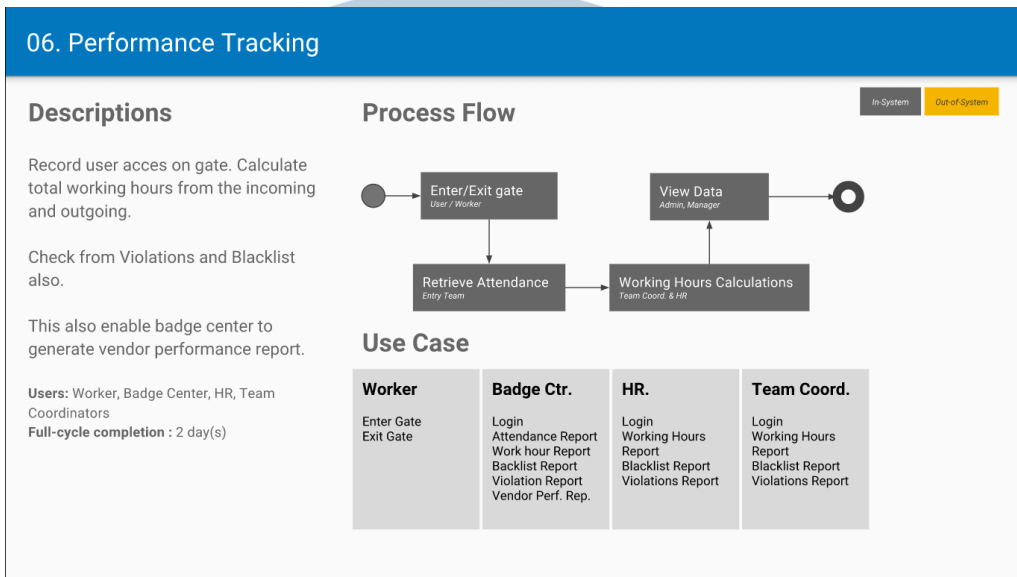 06. Performance Tracking
In-System
Out-of-System
Descriptions
Record user acces on gate. Calculate
total working hours from the incoming
and outgoing.
Check from Violations and Blacklist
also.
This also enable badge center to
generate vendor performance report.
Users: Worker, Badge Center, HR, Team
Coordinators
Full-cycle completion : 2 day(s)
Process Flow
Enter/Exit gate
User / Worker
Retrieve Attendance
Entry Team
Working Hours Calculations
Team Coord. & HR
View Data
Admin, Manager
Use Case
Worker
Enter Gate
Exit Gate
Badge Ctr.
Login
Attendance Report
Work hour Report
Backlist Report
Violation Report
Vendor Perf. Rep.
HR.
Login
Working Hours
Report
Blacklist Report
Violations Report
Team Coord.
Login
Working Hours
Report
Blacklist Report
Violations Report